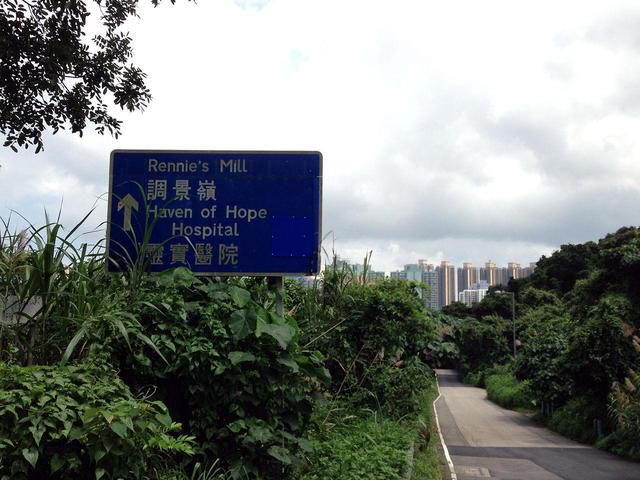 Rennie's Mill
調景嶺
Haven of Hope
Hospital
靈實醫院